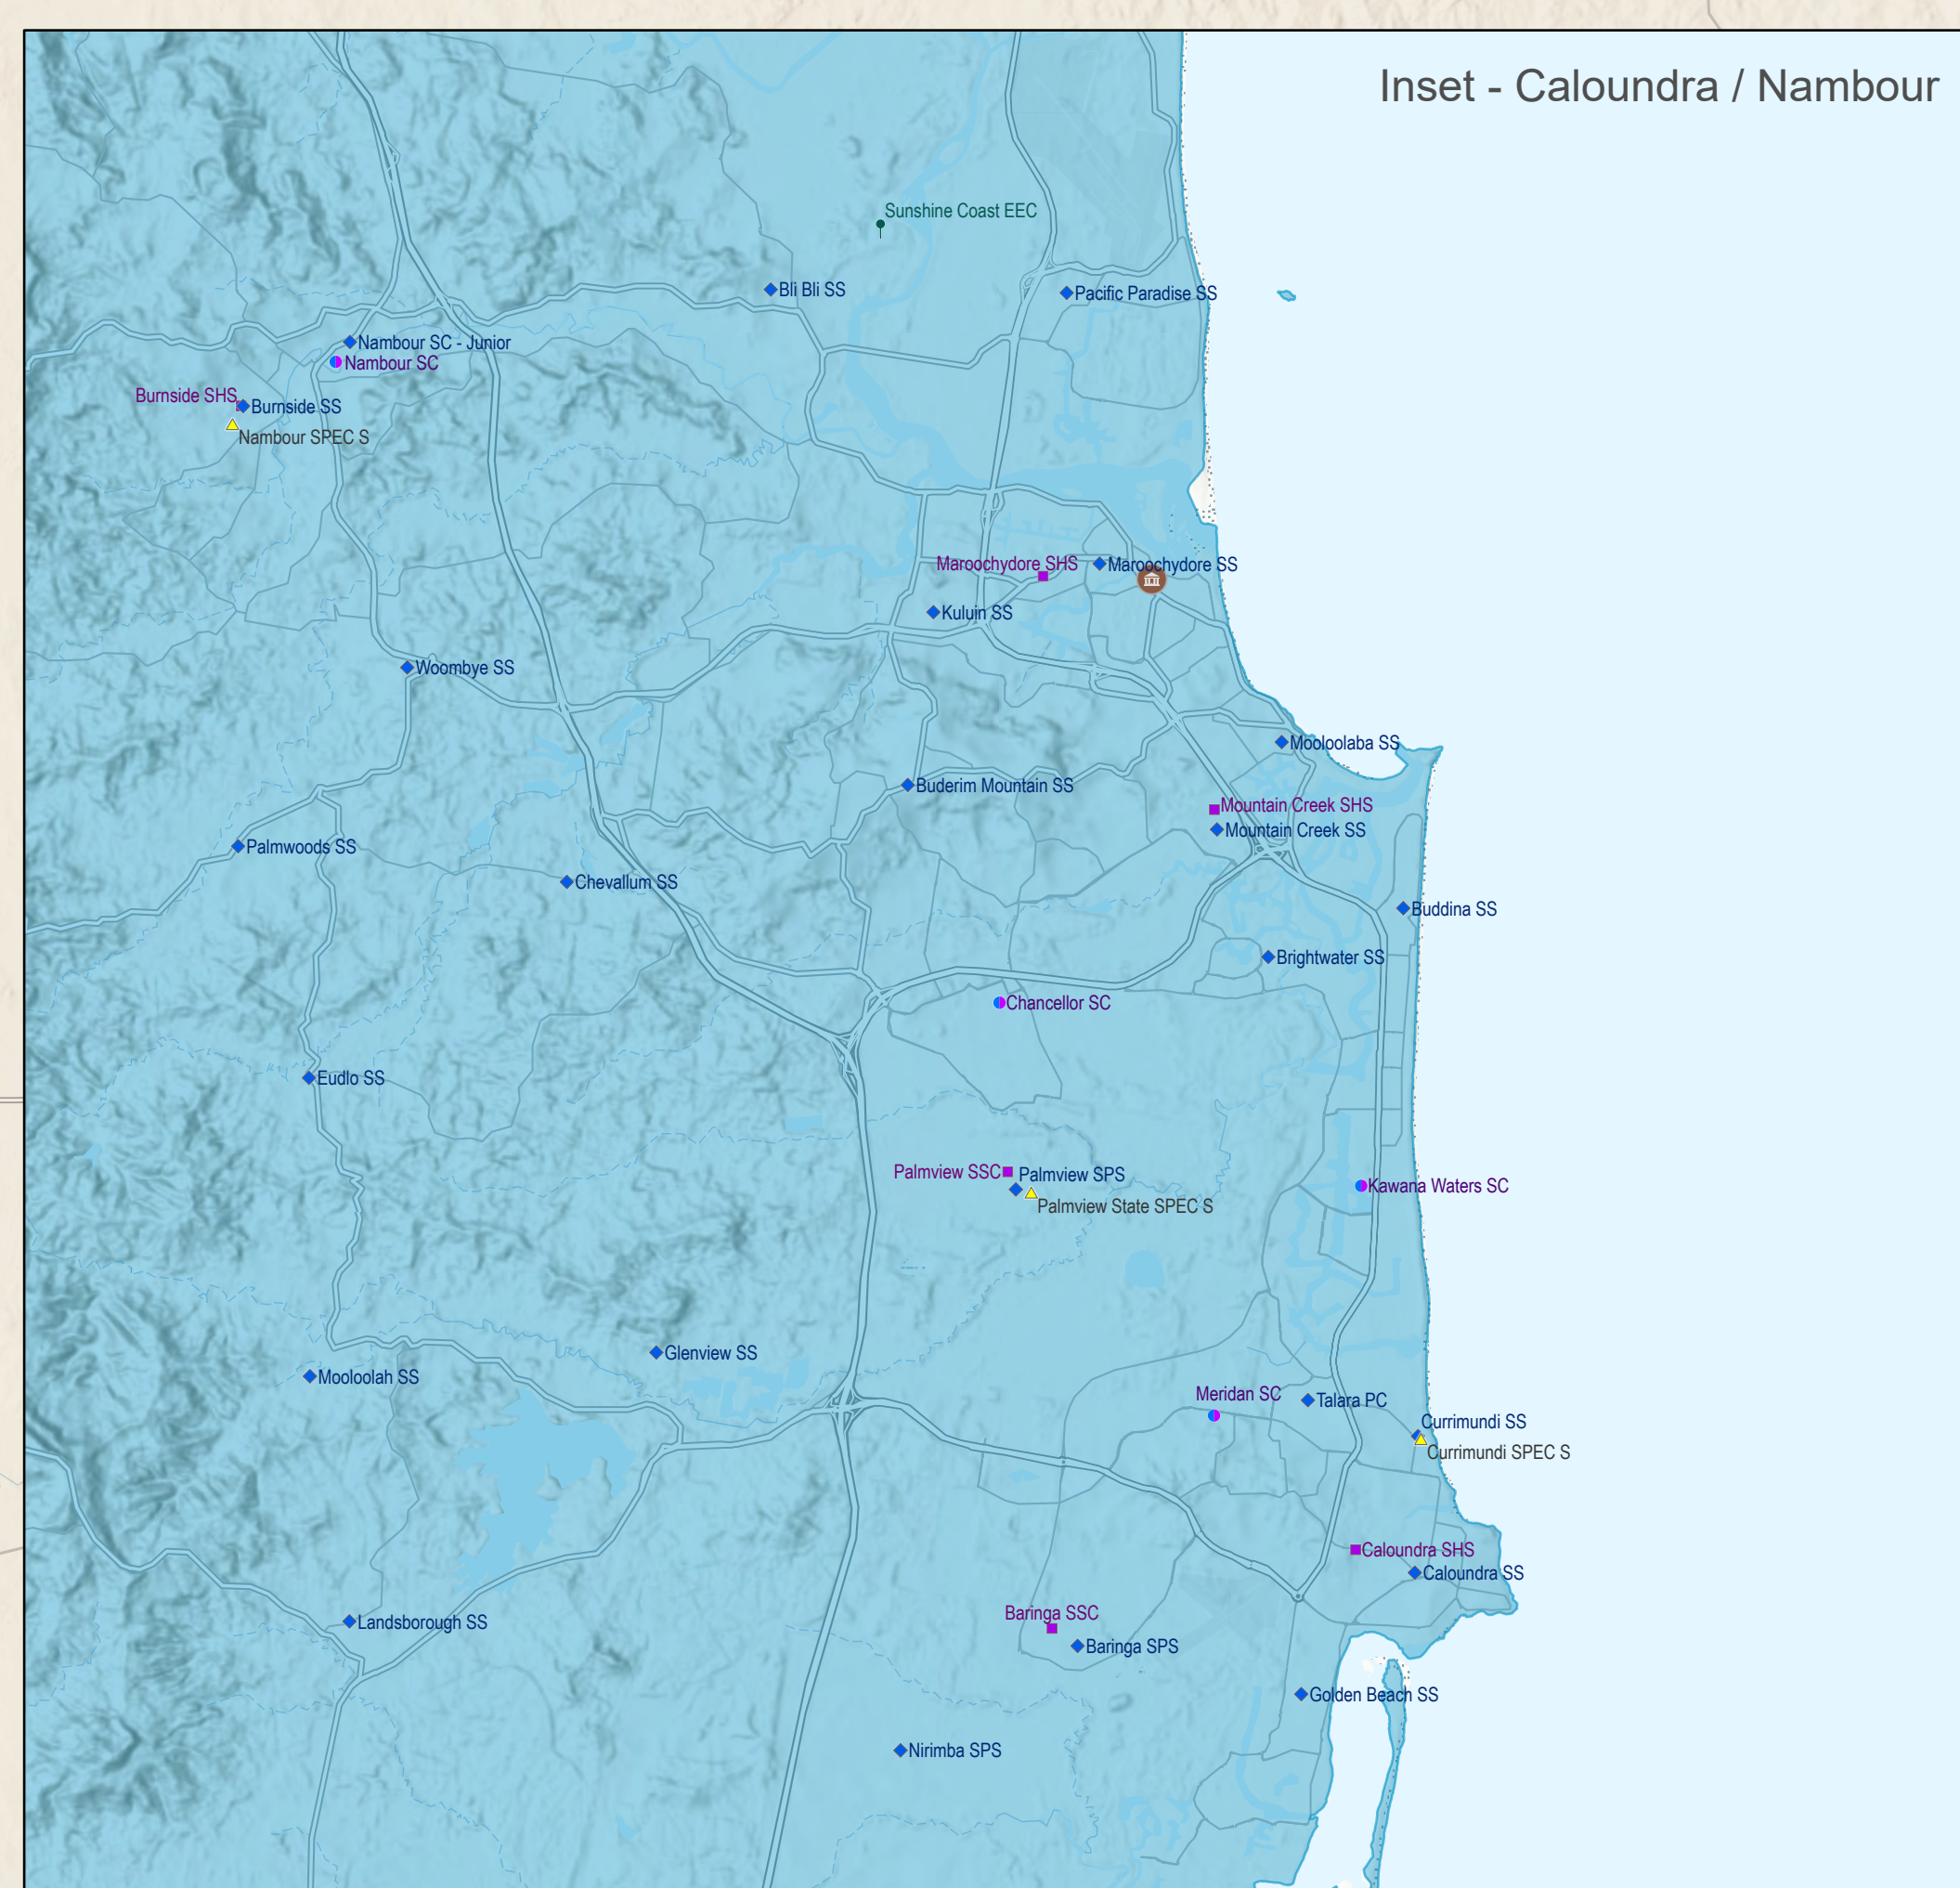 Inset - Caloundra / Nambour
Sunshine Coast EEC
Bli Bli SS
Pacific Paradise SS
Nambour SC - Junior
Nambour SC
Burnside SHS
Burnside SS
Nambour SPEC S
Maroochydore SHS
Maroochydore SS
Kuluin SS
Woombye SS
Mooloolaba SS
Buderim Mountain SS
Mountain Creek SHS
Mountain Creek SS
Palmwoods SS
Chevallum SS
Buddina SS
Brightwater SS
Chancellor SC
Eudlo SS
Palmview SSC
Palmview SPS
Palmview State SPEC S
Kawana Waters SC
Glenview SS
Mooloolah SS
Meridan SC
Talara PC
Currimundi SS
Currimundi SPEC S
Caloundra SHS
Caloundra SS
Landsborough SS
Baringa SSC
Baringa SPS
Golden Beach SS
Nirimba SPS